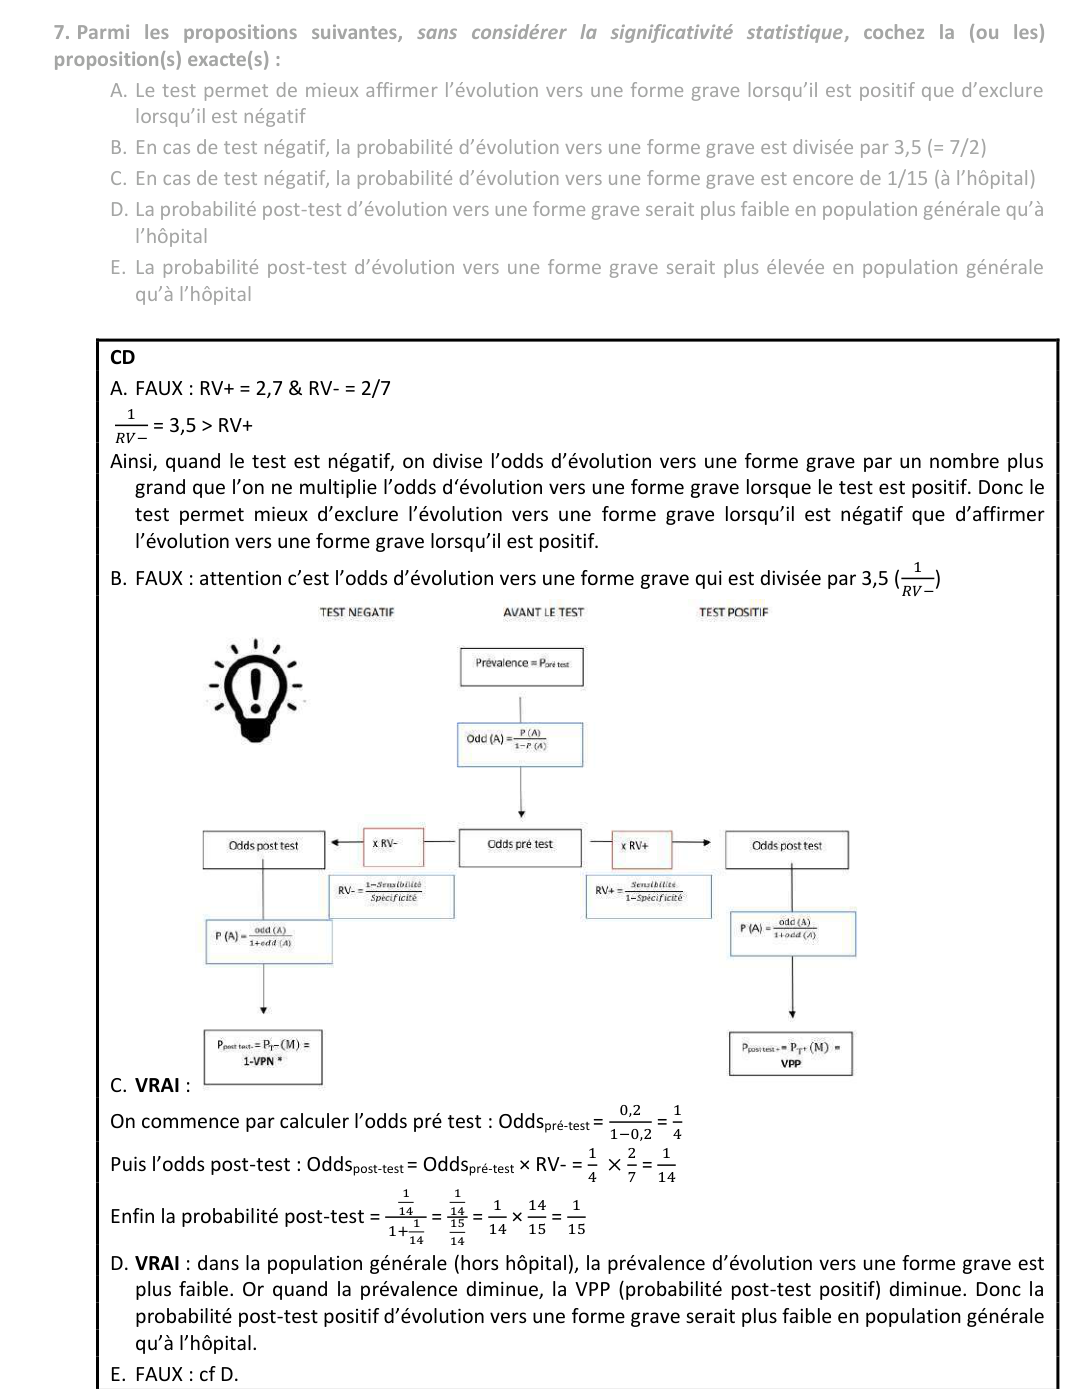 7. Parmi les propositions suivantes, sans considérer la significativité statistique, cochez la (ou les)
proposition(s) exacte(s) :
A. Le test permet de mieux affirmer l’évolution vers une forme grave lorsqu’il est positif que d’exclure
lorsqu’il est négatif
B. En cas de test négatif, la probabilité d’évolution vers une forme grave est divisée par 3,5 (= 7/2)
C. En cas de test négatif, la probabilité d’évolution vers une forme grave est encore de 1/15 (à l’hôpital)
D. La probabilité post-test d’évolution vers une forme grave serait plus faible en population générale qu’à
l’hôpital
E. La probabilité post-test d’évolution vers une forme grave serait plus élevée en population générale
qu’à l’hôpital
CD
A. FAUX : RV+ = 2,7 & RV- = 2/7
1/RV− = 3,5 > RV+
Ainsi, quand le test est négatif, on divise l’odds d’évolution vers une forme grave par un nombre plus
grand que l’on ne multiplie l’odds d‘évolution vers une forme grave lorsque le test est positif. Donc le
test permet mieux d’exclure l’évolution vers une forme grave lorsqu’il est négatif que d’affirmer
l’évolution vers une forme grave lorsqu’il est positif.
B. FAUX : attention c’est l’odds d’évolution vers une forme grave qui est divisée par 3,5 (1/RV−)
TEST NEGATIF AVANT LE TEST TEST POSITIF
Prévalence = Ppré test
Odd (A) = P (A)/1−P (A)
Odds post test x RV- Odds pré test x RV+ Odds post test
RV- = 1−Sensibilité/Spécificité RV+ = Sensibilité/1−Spécificité
P (A) = odd (A)/1+odd (A) P (A) = odd (A)/1+odd (A)
Ppost test- = PT−(M) = Ppost test + = PT+ (M) =
1-VPN * VPP
C. VRAI :
On commence par calculer l’odds pré test : Oddspré-test = 0,2/1−0,2 = 1/4
Puis l’odds post-test : Oddspost-test = Oddspré-test × RV- = 1/4 × 2/7 = 1/14
Enfin la probabilité post-test = (1/14)/(1+1/14) = (1/14)/(15/14) = 1/14 × 14/15 = 1/15
D. VRAI : dans la population générale (hors hôpital), la prévalence d’évolution vers une forme grave est
plus faible. Or quand la prévalence diminue, la VPP (probabilité post-test positif) diminue. Donc la
probabilité post-test positif d’évolution vers une forme grave serait plus faible en population générale
qu’à l’hôpital.
E. FAUX : cf D.